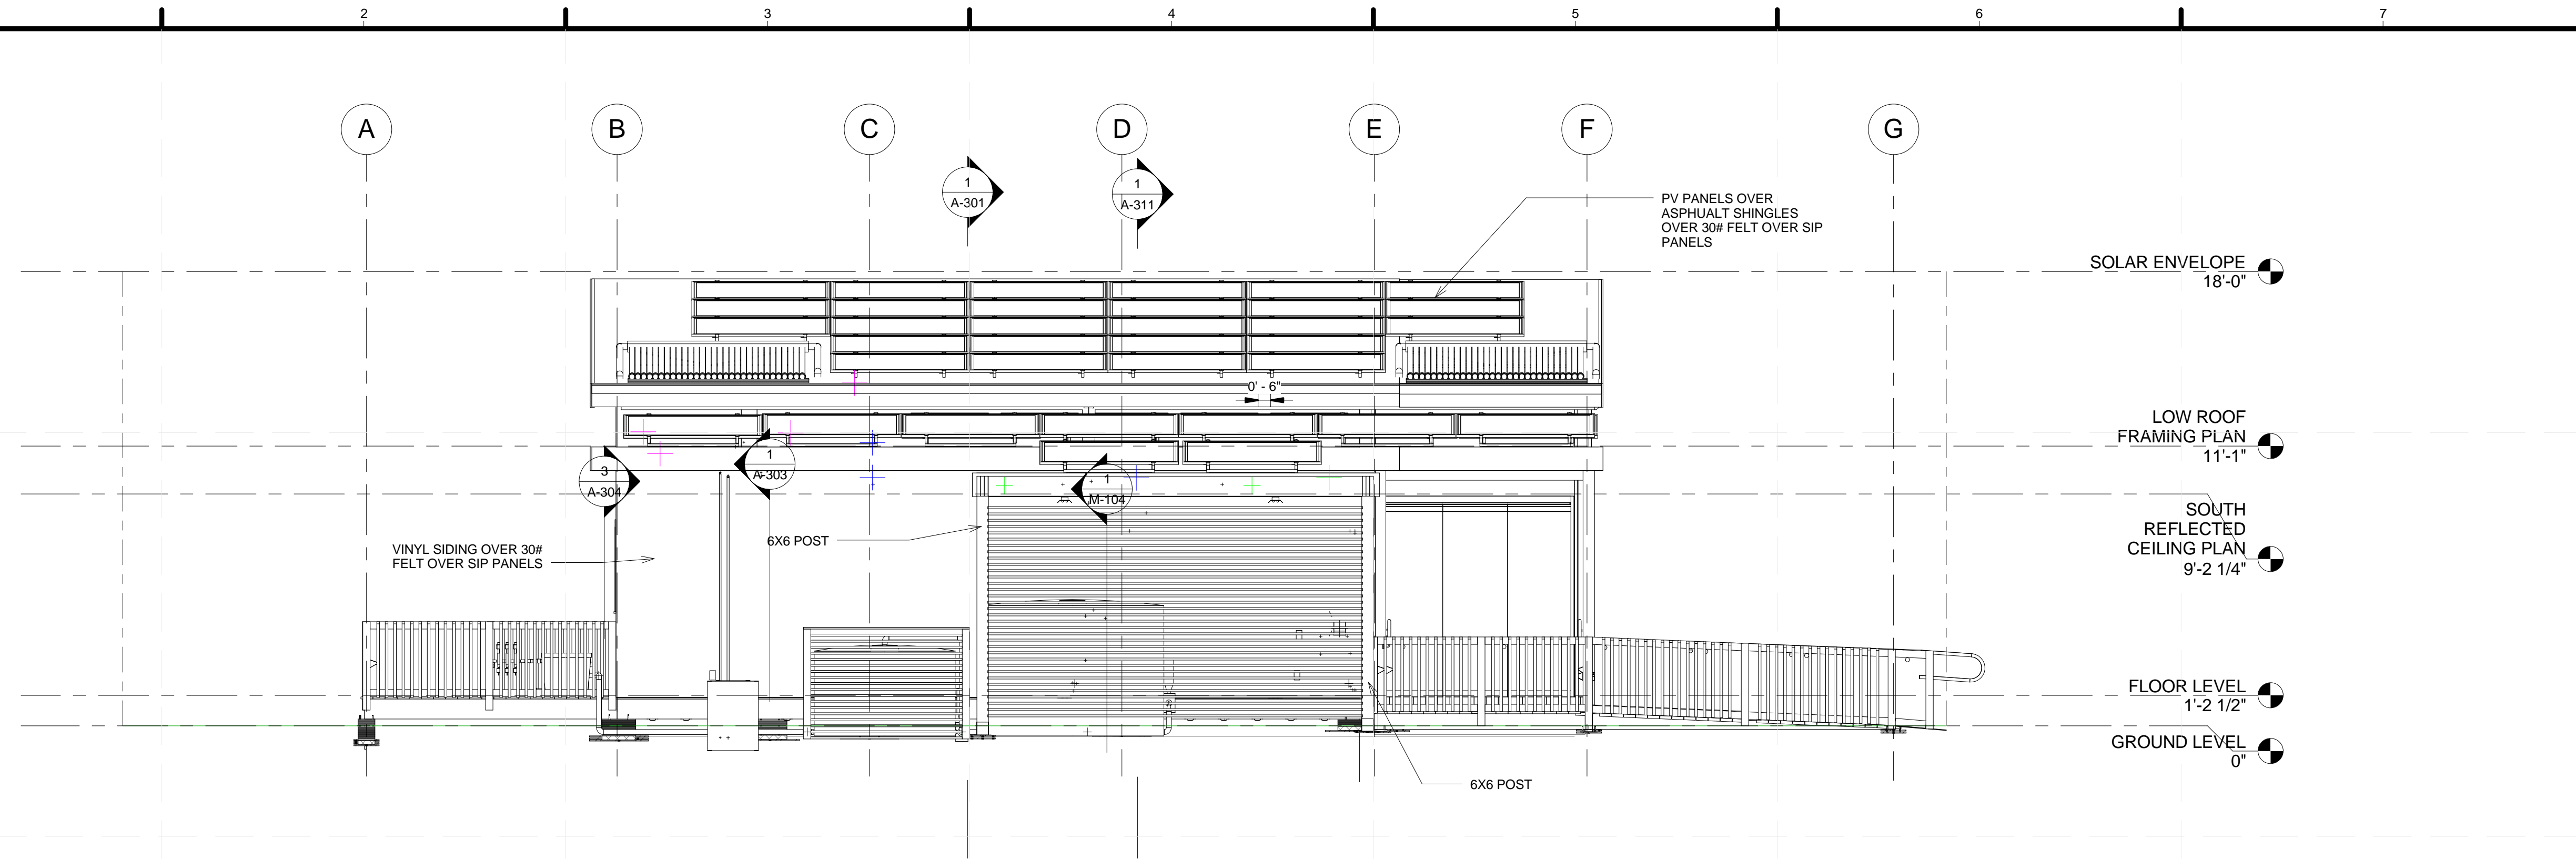 2 3 4 5 6 7
A B C D E F G
1
A-301
1
A-311
PV PANELS OVER
ASPHUALT SHINGLES
OVER 30# FELT OVER SIP
PANELS
SOLAR ENVELOPE
18'-0"
0' - 6"
LOW ROOF
FRAMING PLAN
11'-1"
3
A-304
1
A-303
1
M-104
6X6 POST
VINYL SIDING OVER 30#
FELT OVER SIP PANELS
SOUTH
REFLECTED
CEILING PLAN
9'-2 1/4"
FLOOR LEVEL
1'-2 1/2"
GROUND LEVEL
0"
6X6 POST